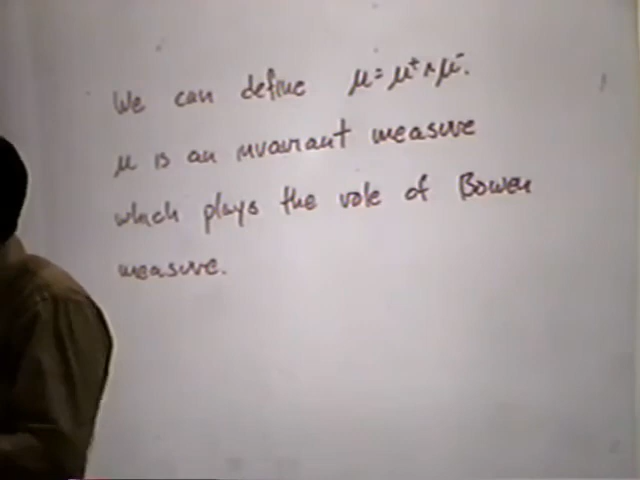 We can define μ = μ⁺ ∧ μ⁻.
μ is an invariant measure
which plays the role of Bowen
measure.